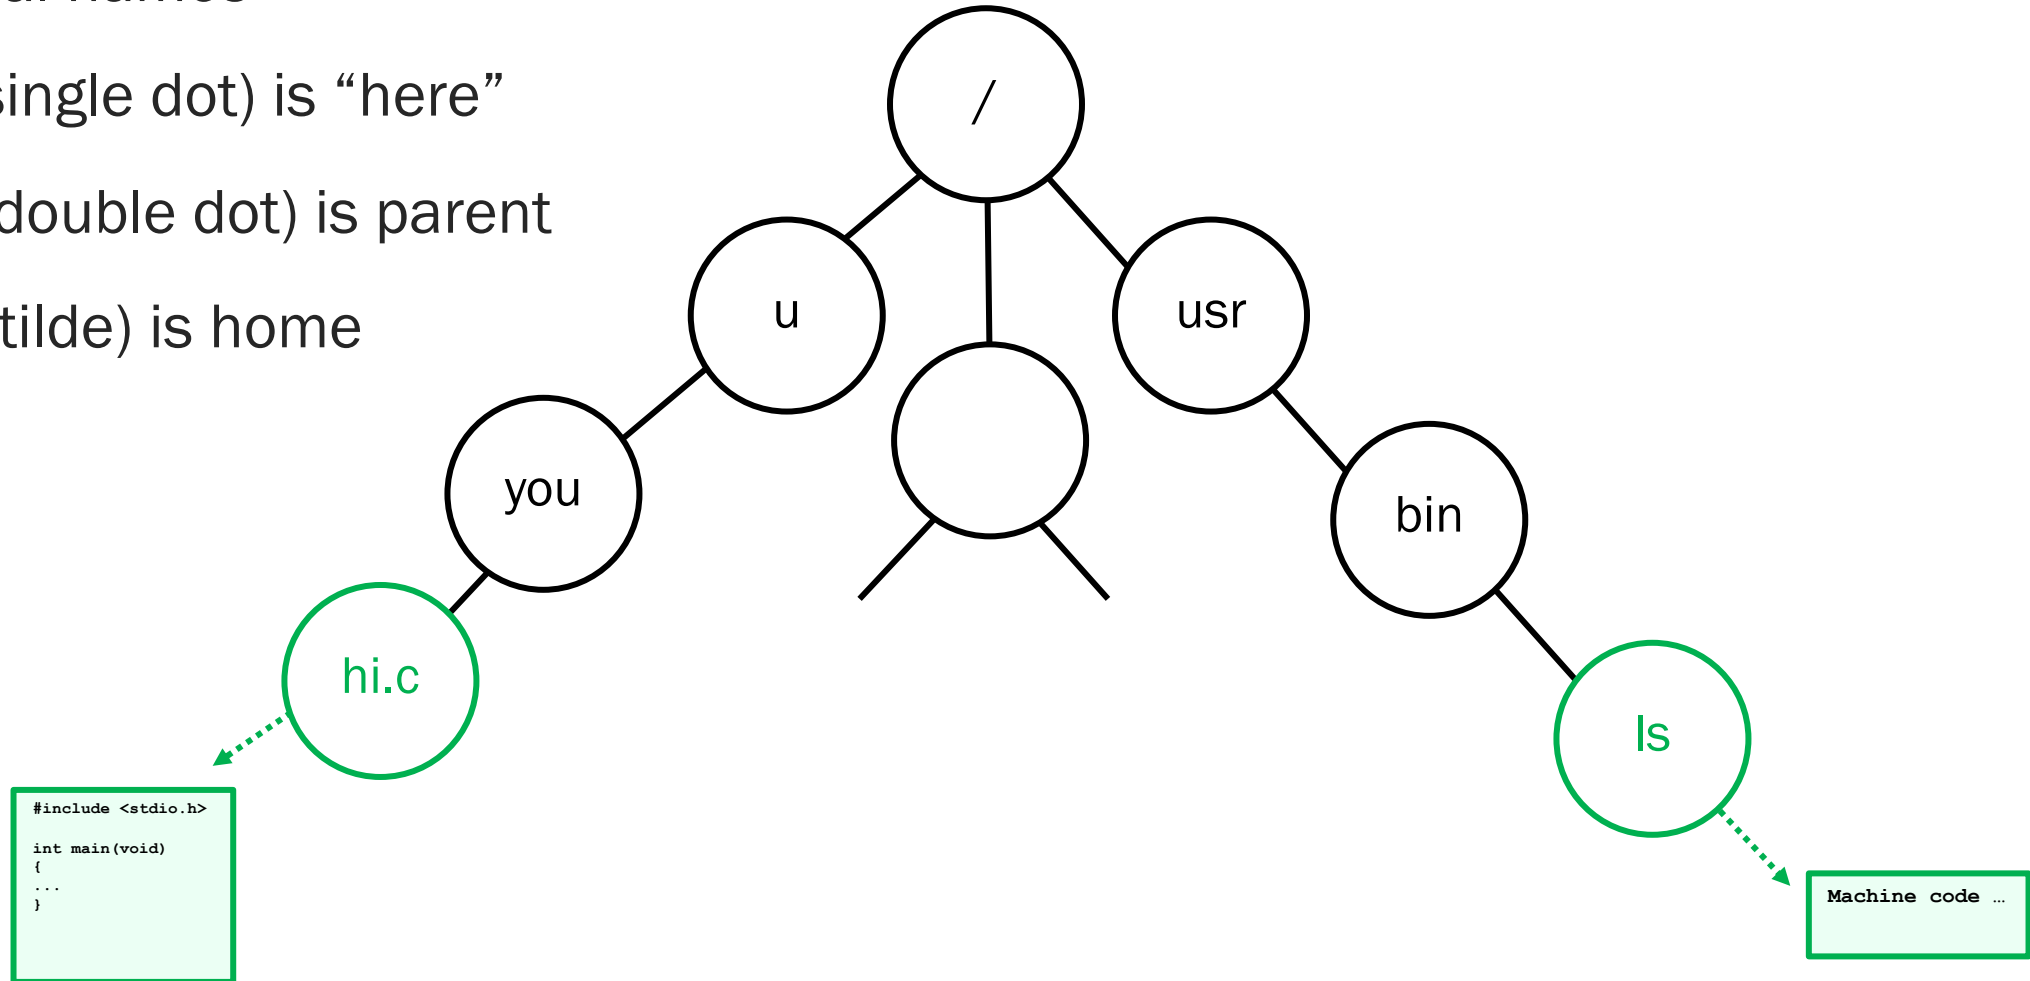 names
single dot) is “here”
double dot) is parent
tilde) is home
/
u
usr
you
bin
hi.c
ls
#include <stdio.h>
int main(void)
{
...
}
Machine code …